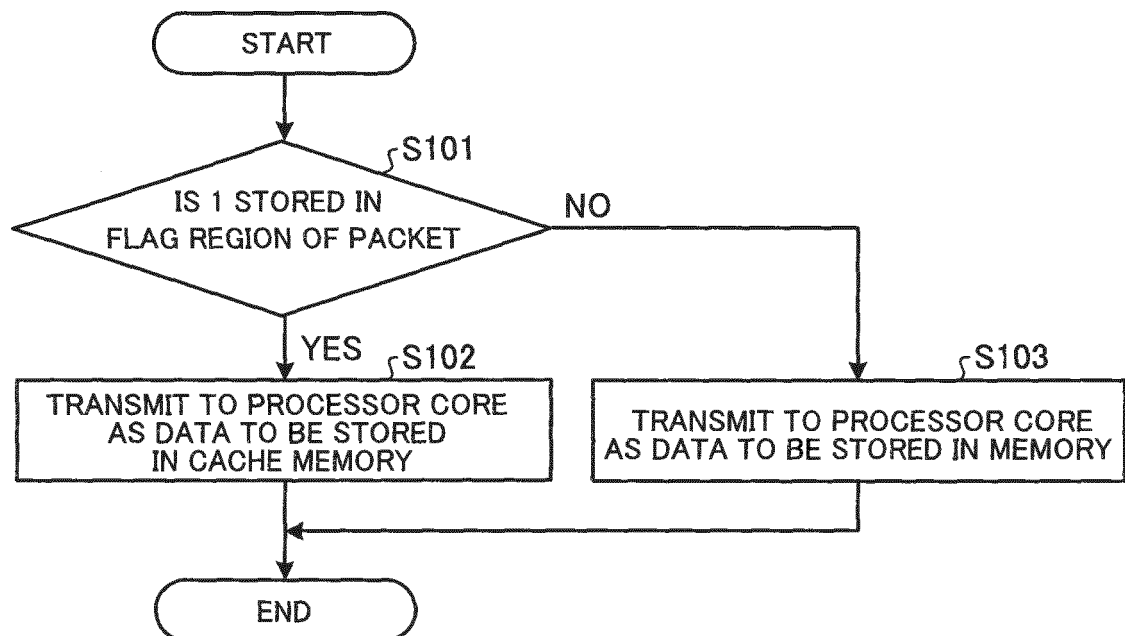 START
S101
IS 1 STORED IN
FLAG REGION OF PACKET
NO
YES
S102
TRANSMIT TO PROCESSOR CORE
AS DATA TO BE STORED
IN CACHE MEMORY
S103
TRANSMIT TO PROCESSOR CORE
AS DATA TO BE STORED IN MEMORY
END